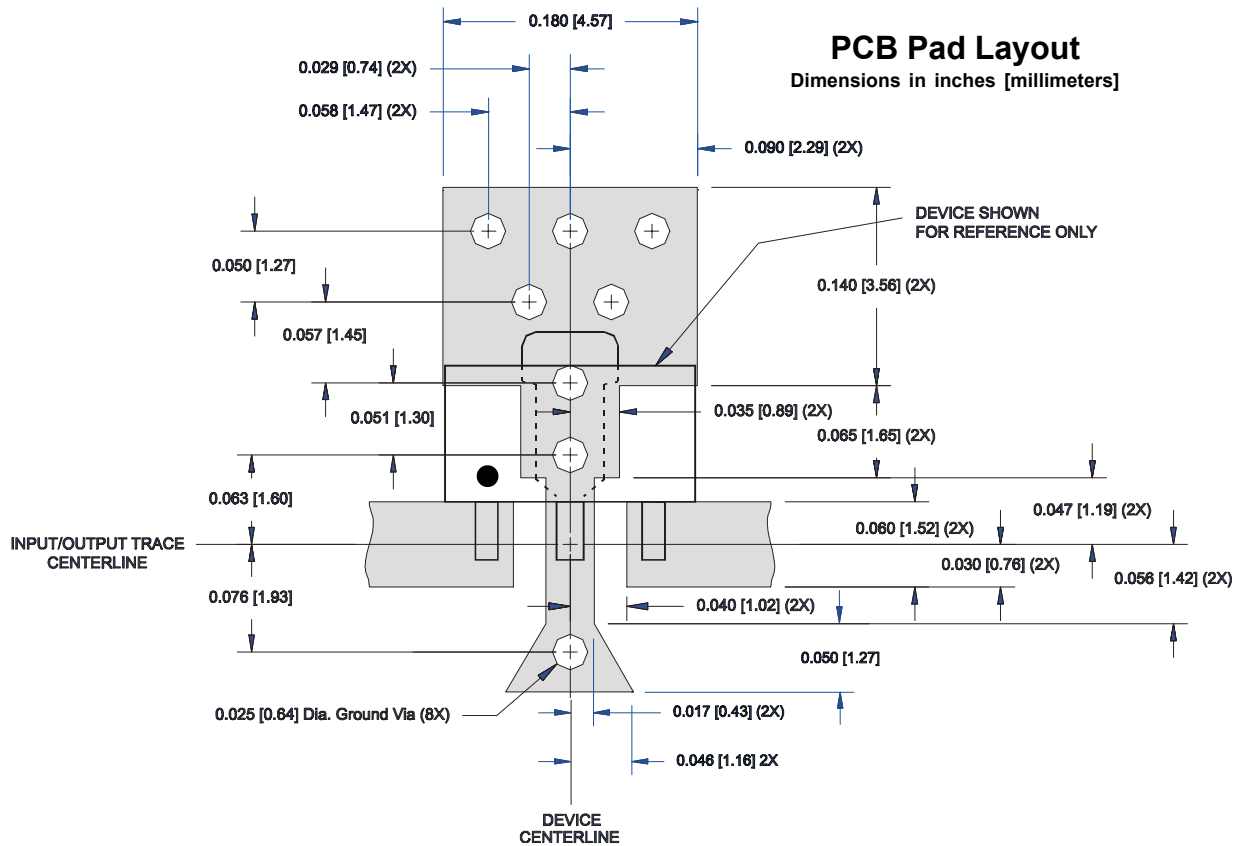 0.180 [4.57]
PCB Pad Layout
Dimensions in inches [millimeters]
0.029 [0.74] (2X)
0.058 [1.47] (2X)
0.090 [2.29] (2X)
DEVICE SHOWN
FOR REFERENCE ONLY
0.050 [1.27]
0.140 [3.56] (2X)
0.057 [1.45]
0.051 [1.30]
0.035 [0.89] (2X)
0.065 [1.65] (2X)
0.063 [1.60]
0.047 [1.19] (2X)
0.060 [1.52] (2X)
INPUT/OUTPUT TRACE
CENTERLINE
0.030 [0.76] (2X)
0.056 [1.42] (2X)
0.076 [1.93]
0.040 [1.02] (2X)
0.050 [1.27]
0.025 [0.64] Dia. Ground Via (8X)
0.017 [0.43] (2X)
0.046 [1.16] 2X
DEVICE
CENTERLINE